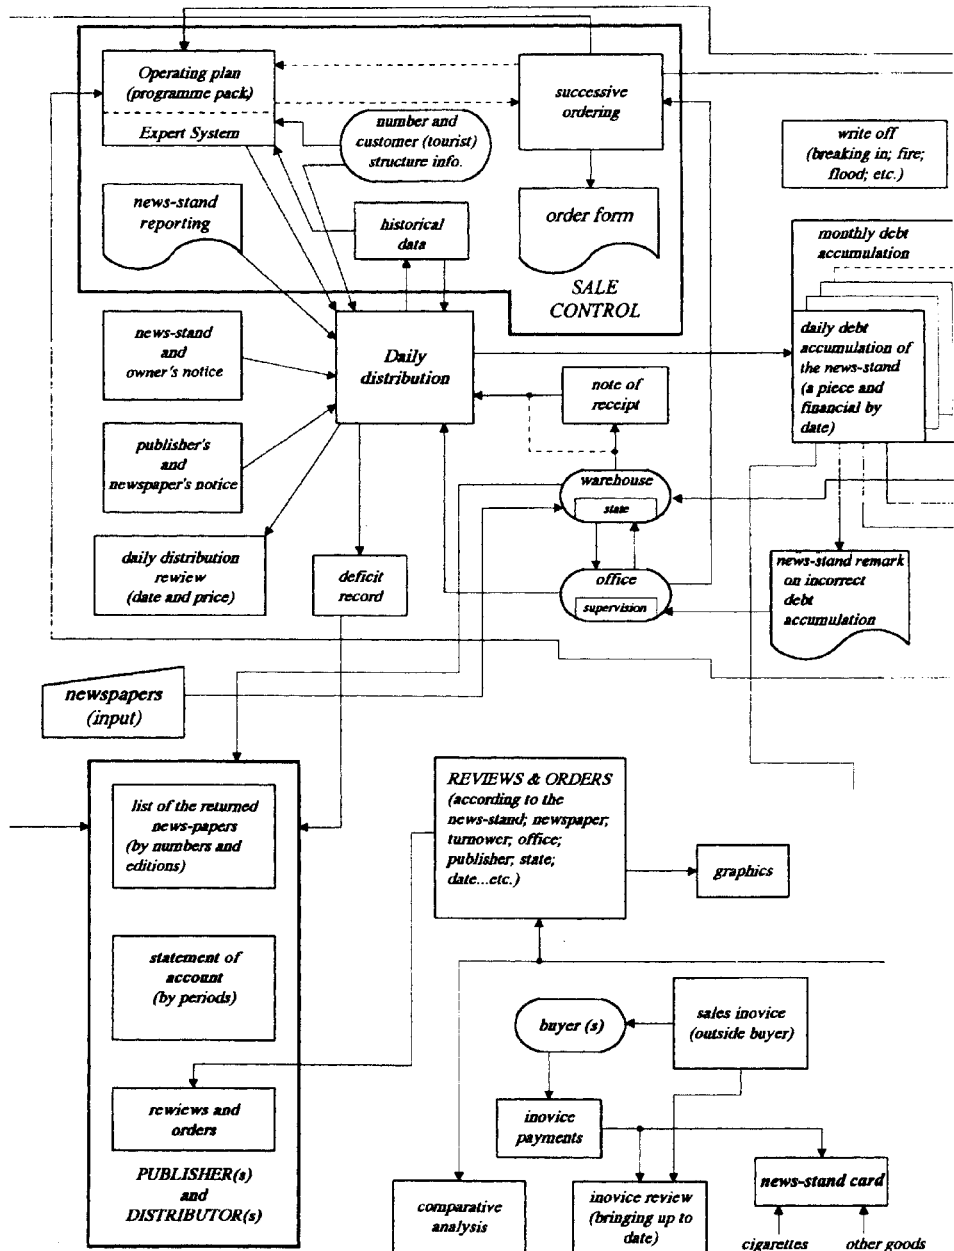 Operating plan
(programme pack)
Expert System
number and
customer (tourist)
structure info.
successive
ordering
write off
(breaking in; fire;
flood; etc.)
news-stand
reporting
historical
data
order form
SALE
CONTROL
monthly debt
accumulation
daily debt
accumulation of
the news-stand
(a piece and
financial by
date)
news-stand
and
owner's notice
Daily
distribution
note of
receipt
publisher's
and
newspaper's notice
warehouse
state
daily distribution
rewiew
(date and price)
deficit
record
office
supervision
news-stand remark
on incorrect
debt
accumulation
newspapers
(input)
list of the returned
news-papers
(by numbers and
editions)
statement of
account
(by periods)
rewiews and
orders
PUBLISHER(s)
and
DISTRIBUTOR(s)
REVIEWS & ORDERS
(according to the
news-stand; newspaper;
turnower; office;
publisher; state;
date...etc.)
graphics
buyer (s)
sales inovice
(outside buyer)
inovice
payments
news-stand card
comparative
analysis
inovice review
(bringing up to
date)
cigarettes
other goods